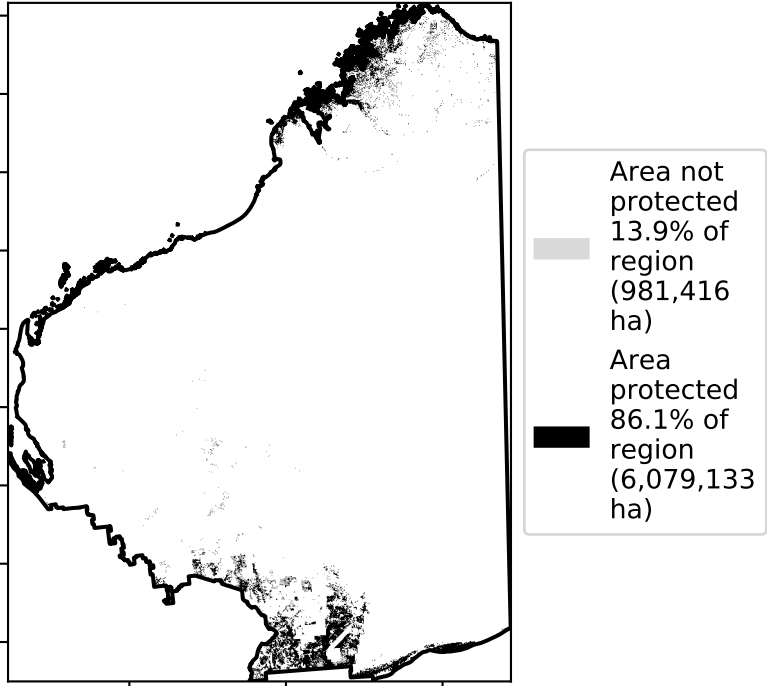 Area not
protected
13.9% of
region
(981,416
ha)
Area
protected
86.1% of
region
(6,079,133
ha)